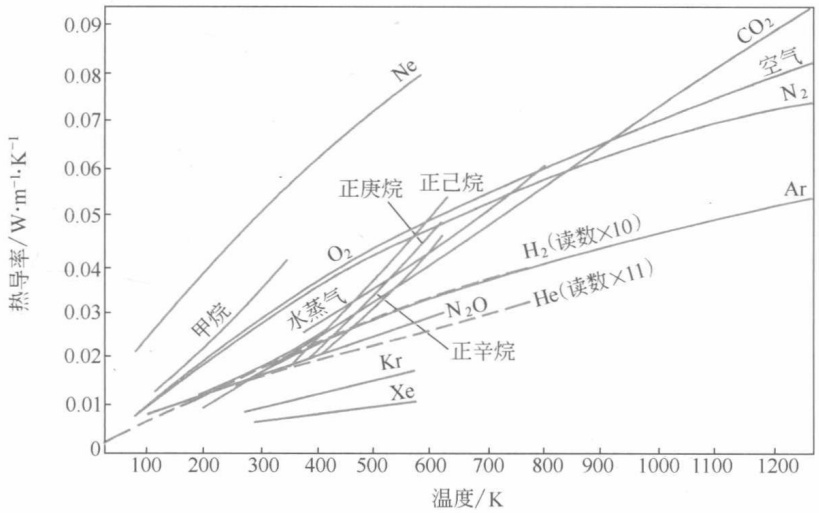 0.09
0.08
0.07
0.06
0.05
0.04
0.03
0.02
0.01
0
热导率/W·m⁻¹·K⁻¹
Ne
CO₂
空气
N₂
正庚烷
正己烷
Ar
O₂
H₂(读数×10)
甲烷
水蒸气
N₂O
He(读数×11)
正辛烷
Kr
Xe
100 200 300 400 500 600 700 800 900 1000 1100 1200
温度/K